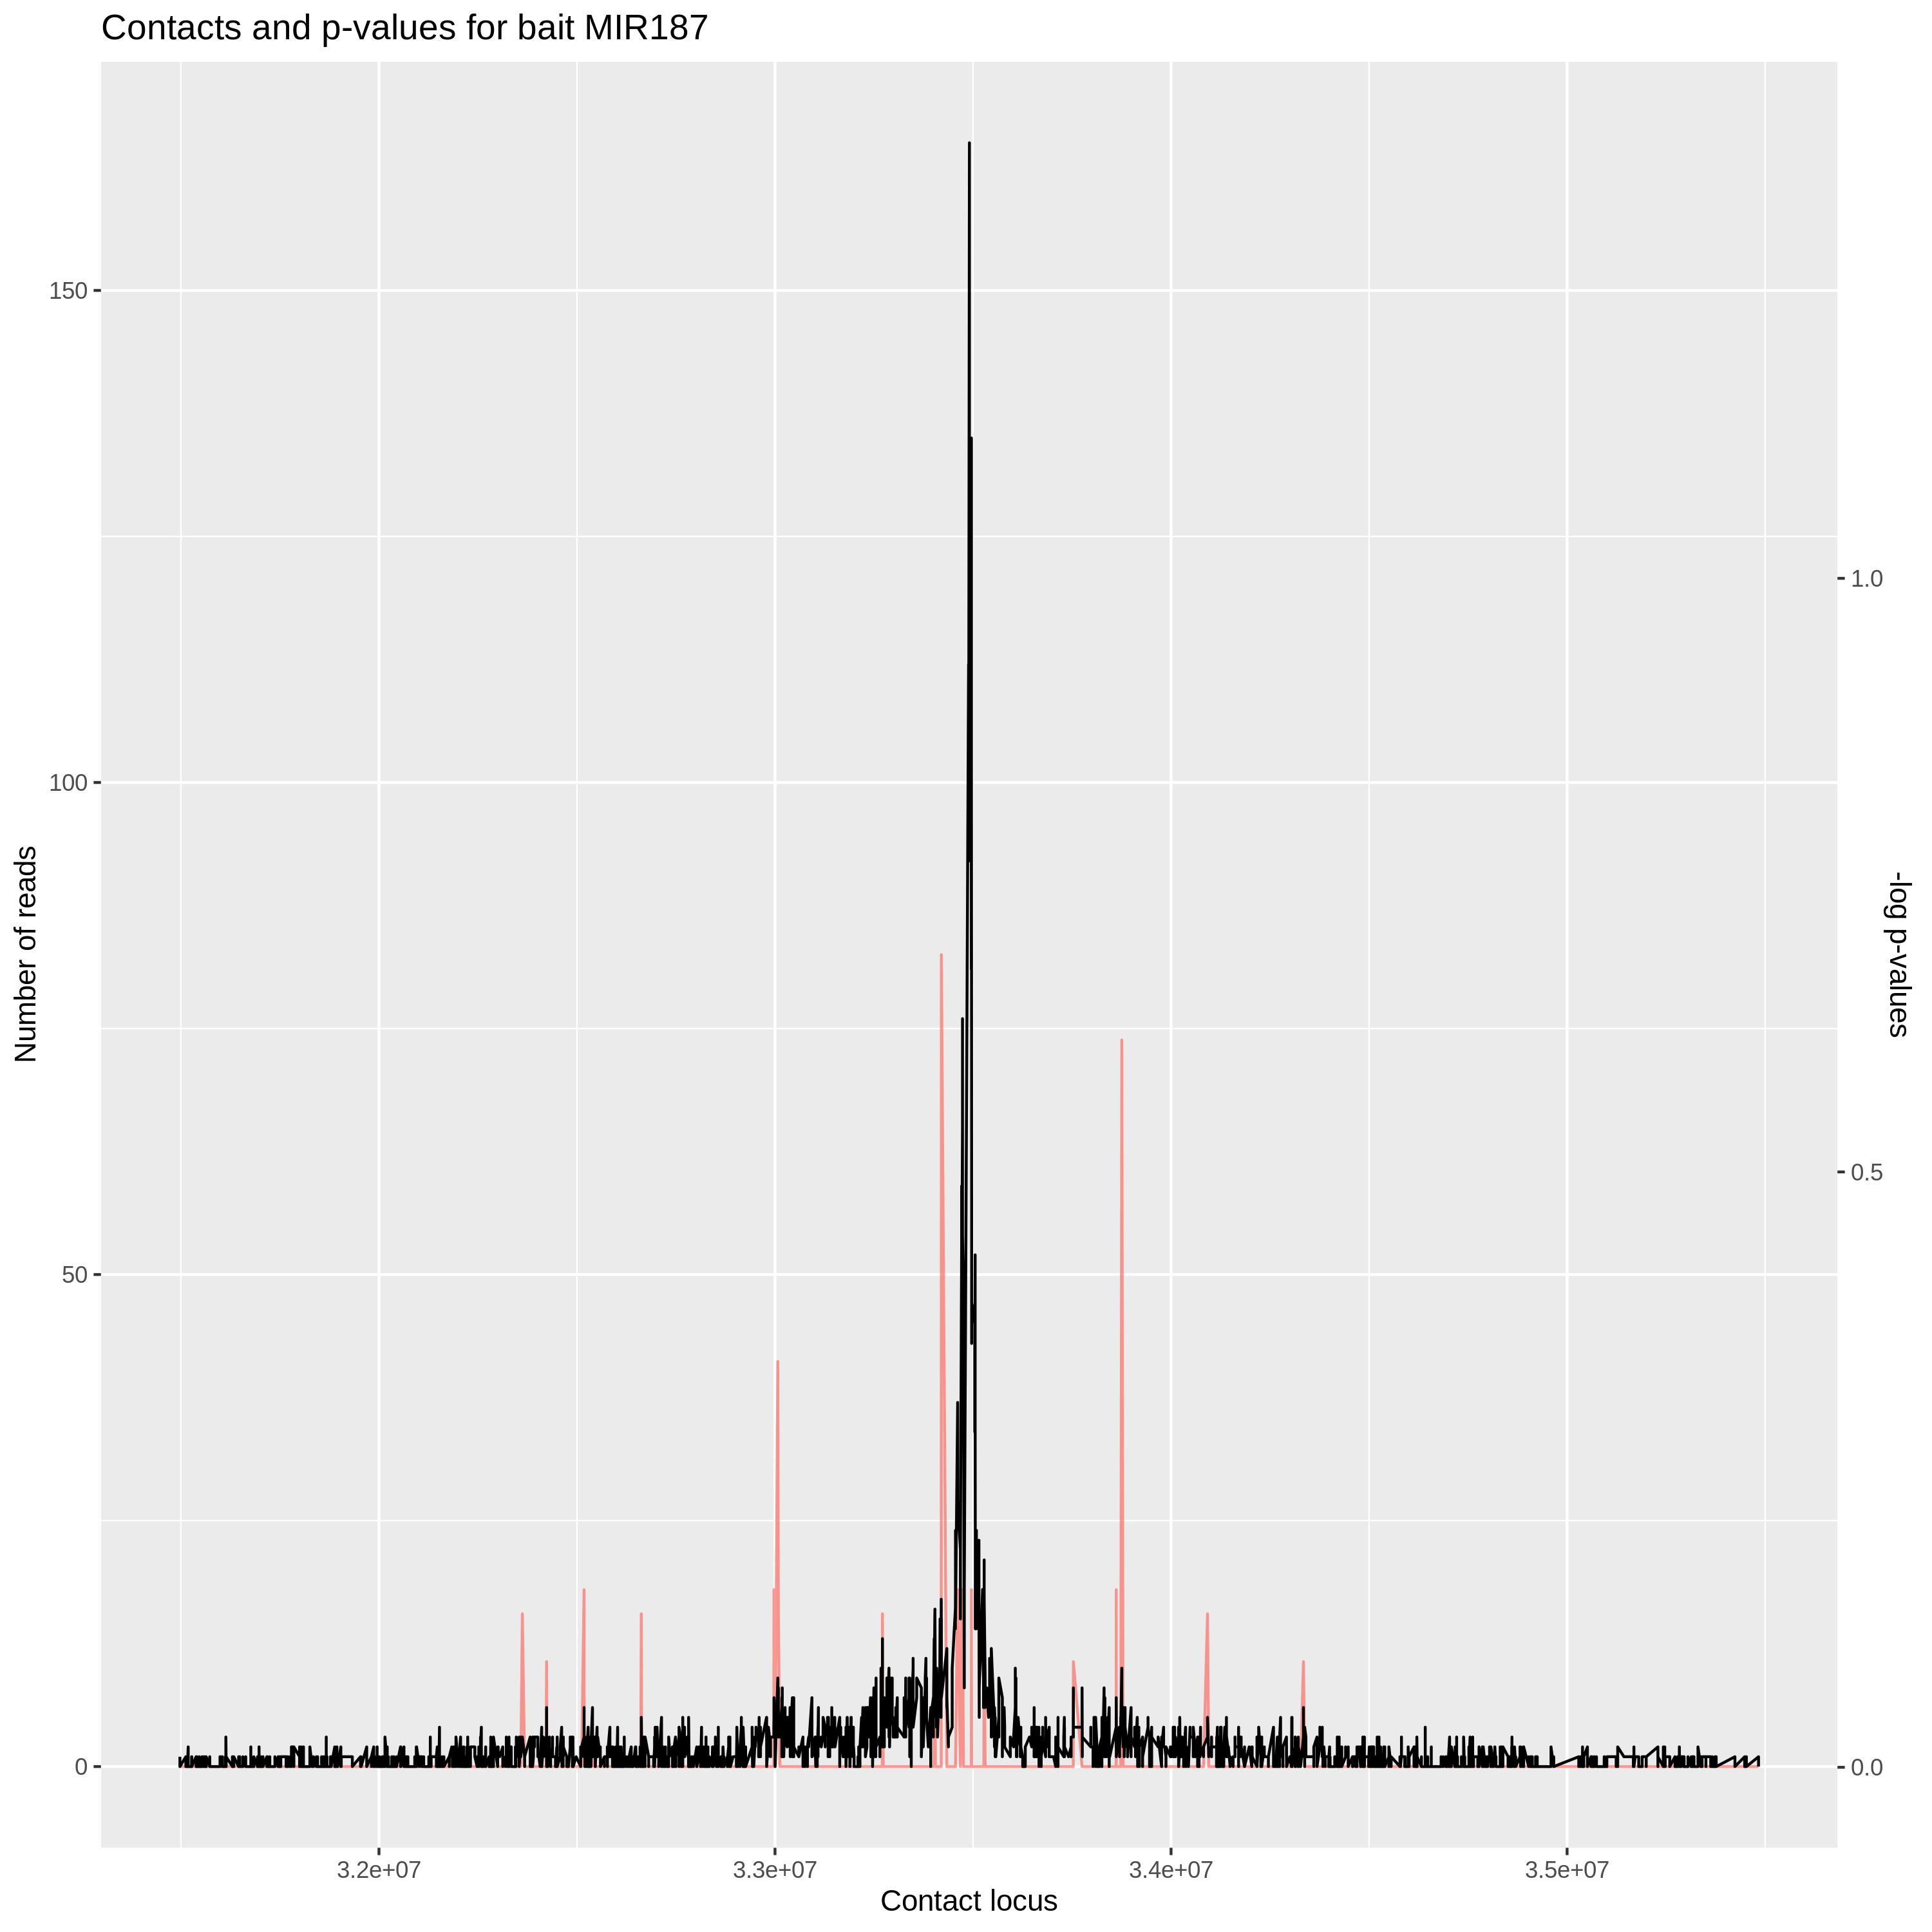 Contacts and p-values for bait MIR187
150
100
50
0
Number of reads
1.0
0.5
0.0
-log p-values
3.2e+07
3.3e+07
3.4e+07
3.5e+07
Contact locus